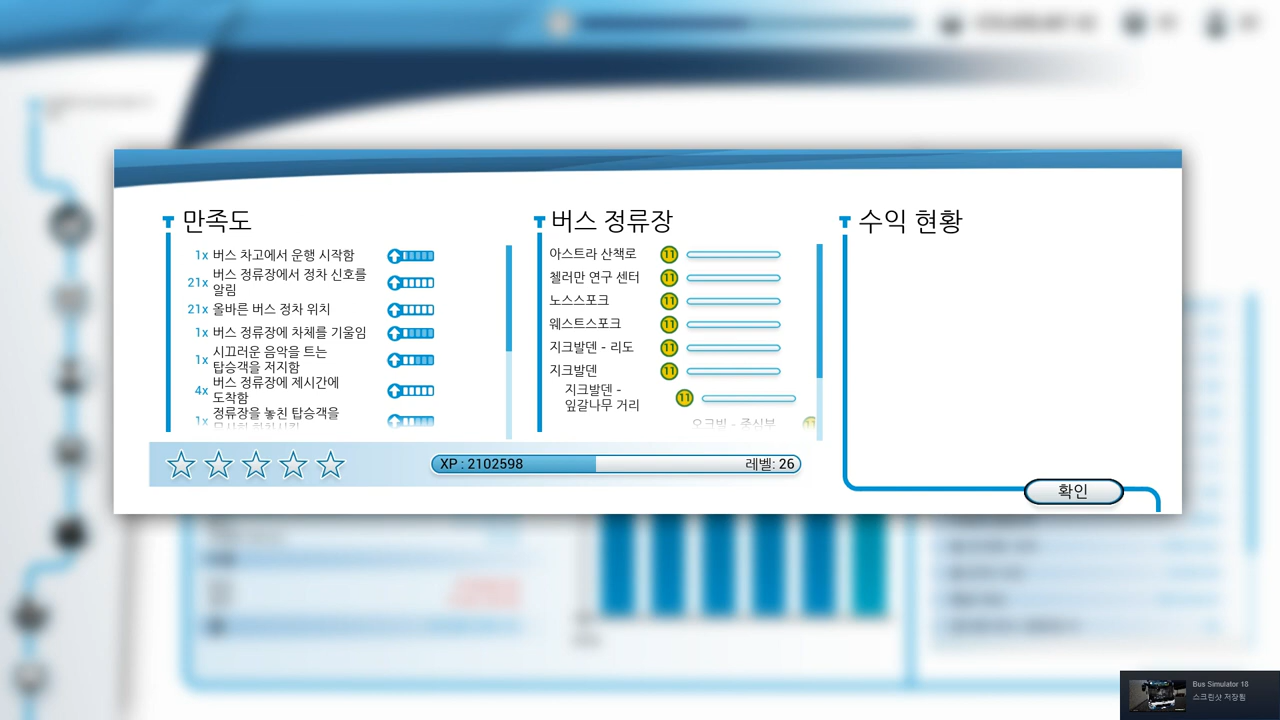 만족도
1x 버스 차고에서 운행 시작함
21x 버스 정류장에서 정차 신호를
알림
21x 올바른 버스 정차 위치
1x 버스 정류장에 차체를 기울임
1x 시끄러운 음악을 트는
탑승객을 저지함
4x 버스 정류장에 제시간에
도착함
1x 정류장을 놓친 탑승객을
버스 정류장
아스트라 산책로 11
첼러만 연구 센터 11
노스스포크 11
웨스트스포크 11
지크발덴 - 리도 11
지크발덴 11
지크발덴 -
잎갈나무 거리 11
오크빌 - 중심부 11
수익 현황
XP : 2102598 레벨: 26
확인
Bus Simulator 18
스크린샷 저장됨